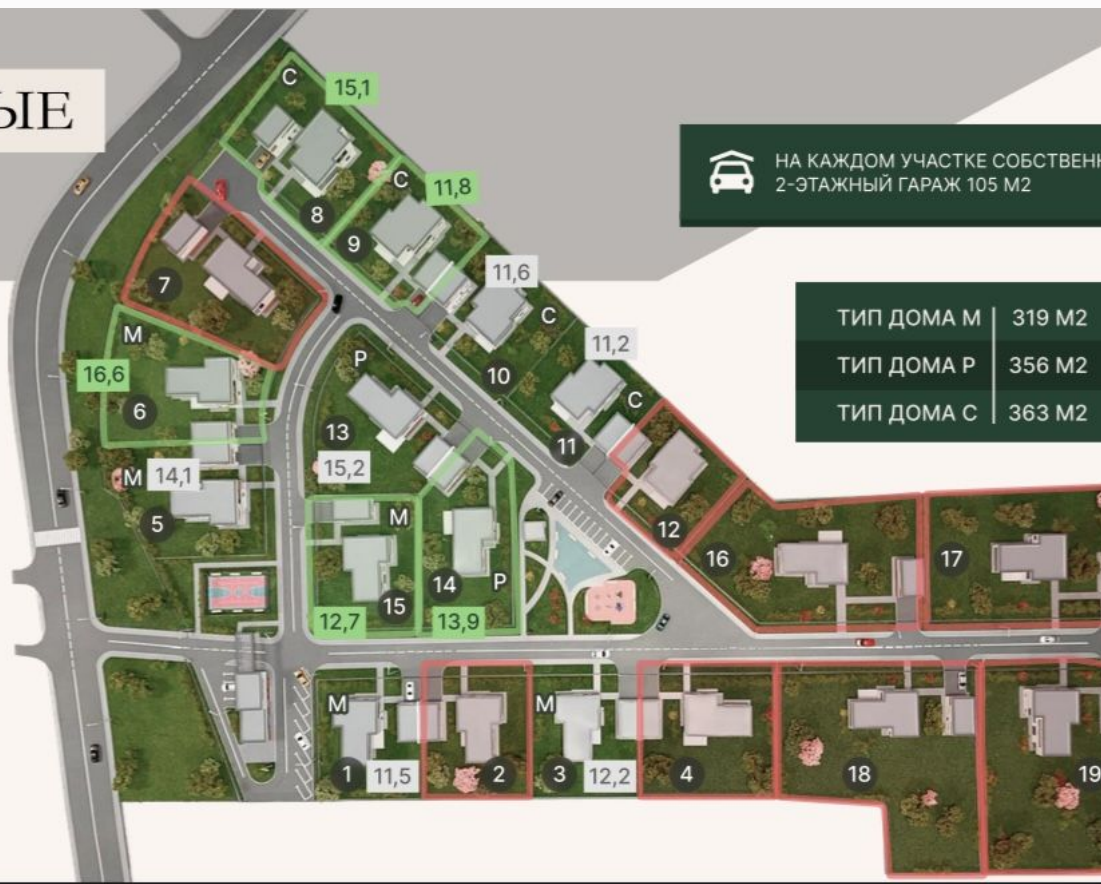 ЫЕ
НА КАЖДОМ УЧАСТКЕ СОБСТВЕНН
2-ЭТАЖНЫЙ ГАРАЖ 105 М2
ТИП ДОМА М 319 М2
ТИП ДОМА Р 356 М2
ТИП ДОМА С 363 М2
С
15,1
8
С
11,8
9
7
11,6
С
10
М
16,6
6
Р
13
15,2
11,2
С
11
12
М
14,1
5
М
15
12,7
14
Р
13,9
16
17
М
1
11,5
2
М
3
12,2
4
18
19